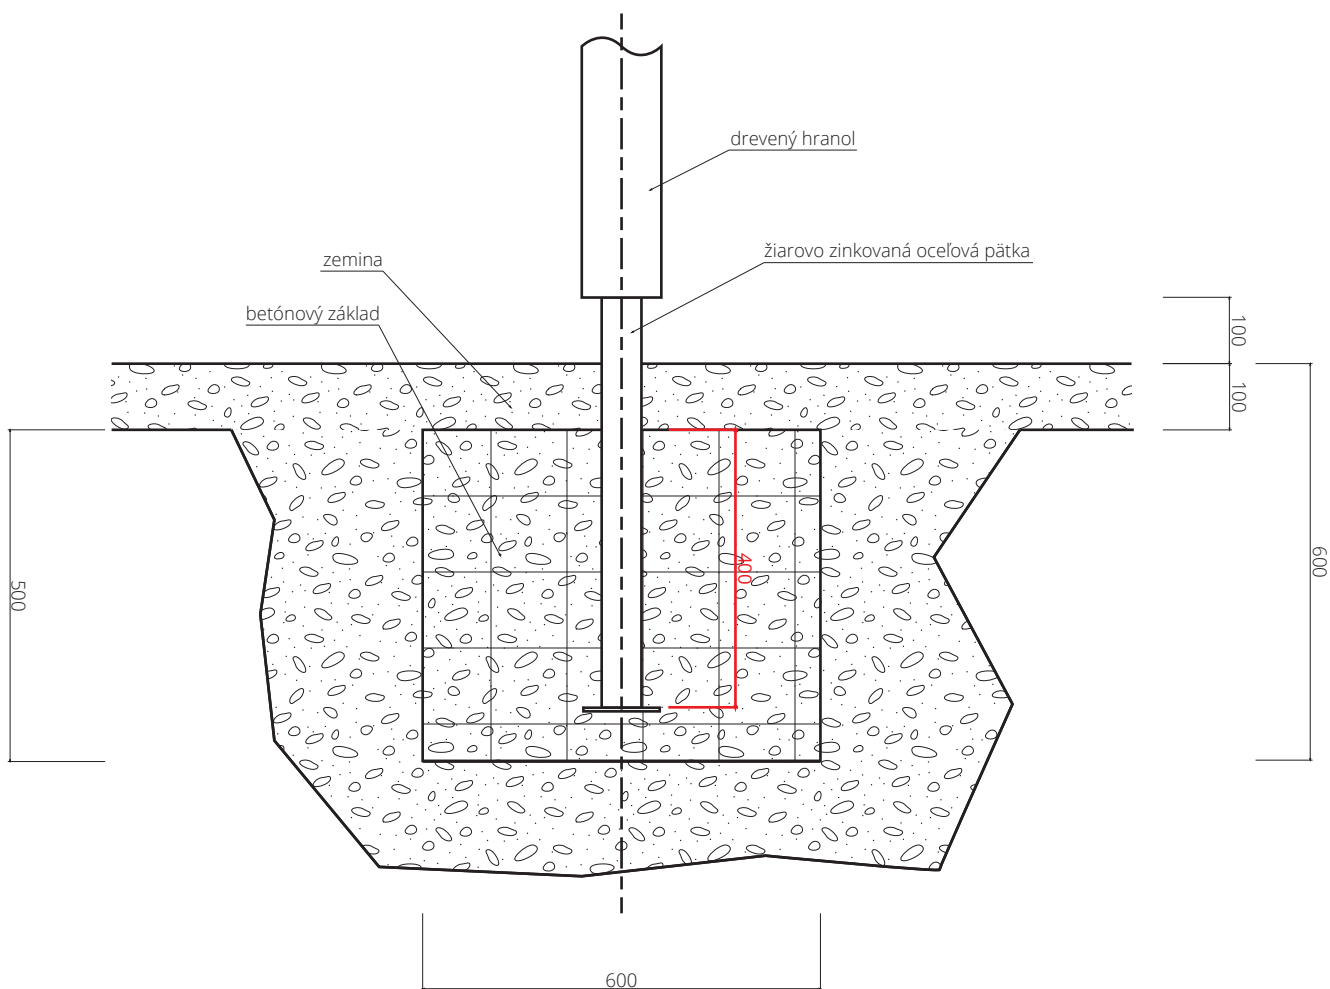 drevený hranol
žiarovo zinkovaná oceľová pätka
zemina
betónový základ
100
100
400
500
600
600